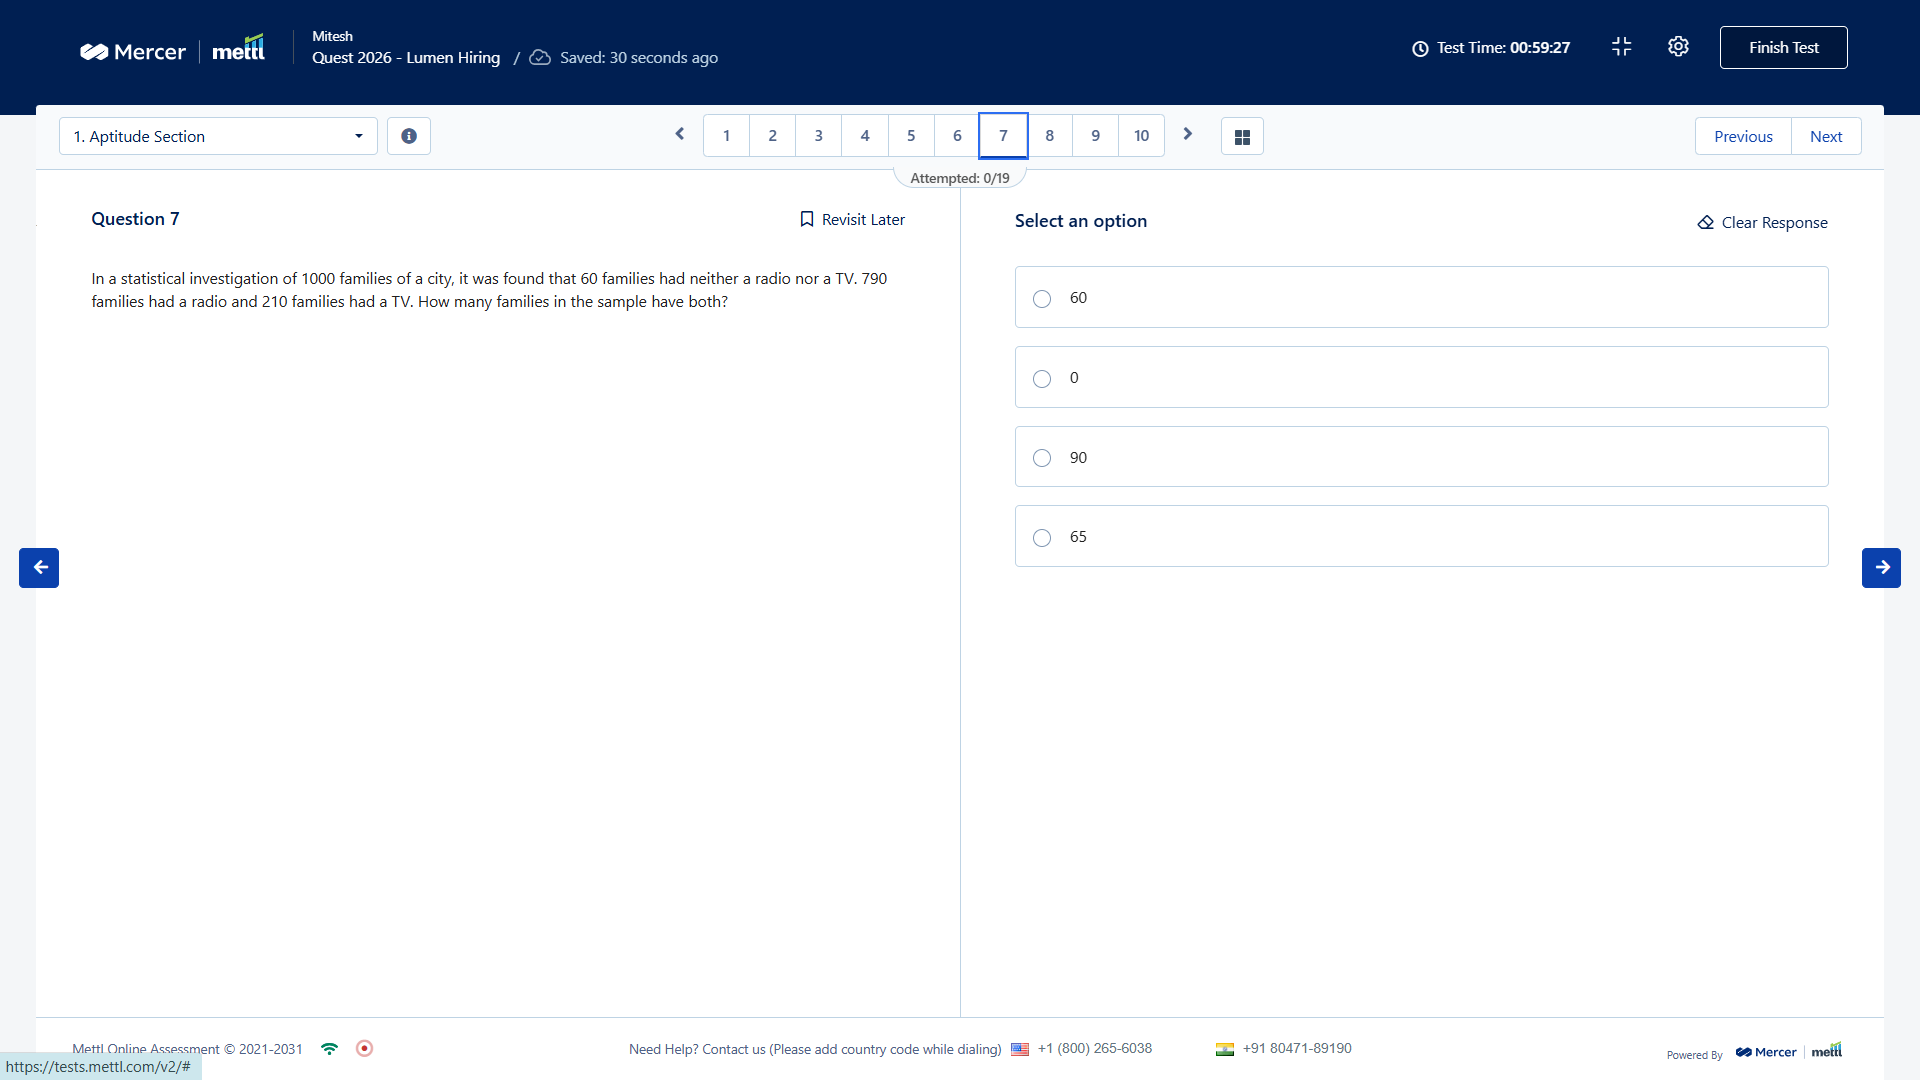 Mercer
mettl
Mitesh
Quest 2026 - Lumen Hiring / Saved: 30 seconds ago
Test Time: 00:59:27
Finish Test
1. Aptitude Section
1 2 3 4 5 6 7 8 9 10
Previous Next
Attempted: 0/19
Question 7
Revisit Later
In a statistical investigation of 1000 families of a city, it was found that 60 families had neither a radio nor a TV. 790
families had a radio and 210 families had a TV. How many families in the sample have both?
Select an option
Clear Response
60
0
90
65
Mettl Online Assessment © 2021-2031
Need Help? Contact us (Please add country code while dialing) +1 (800) 265-6038 +91 80471-89190
Powered By Mercer mettl
https://tests.mettl.com/v2/#